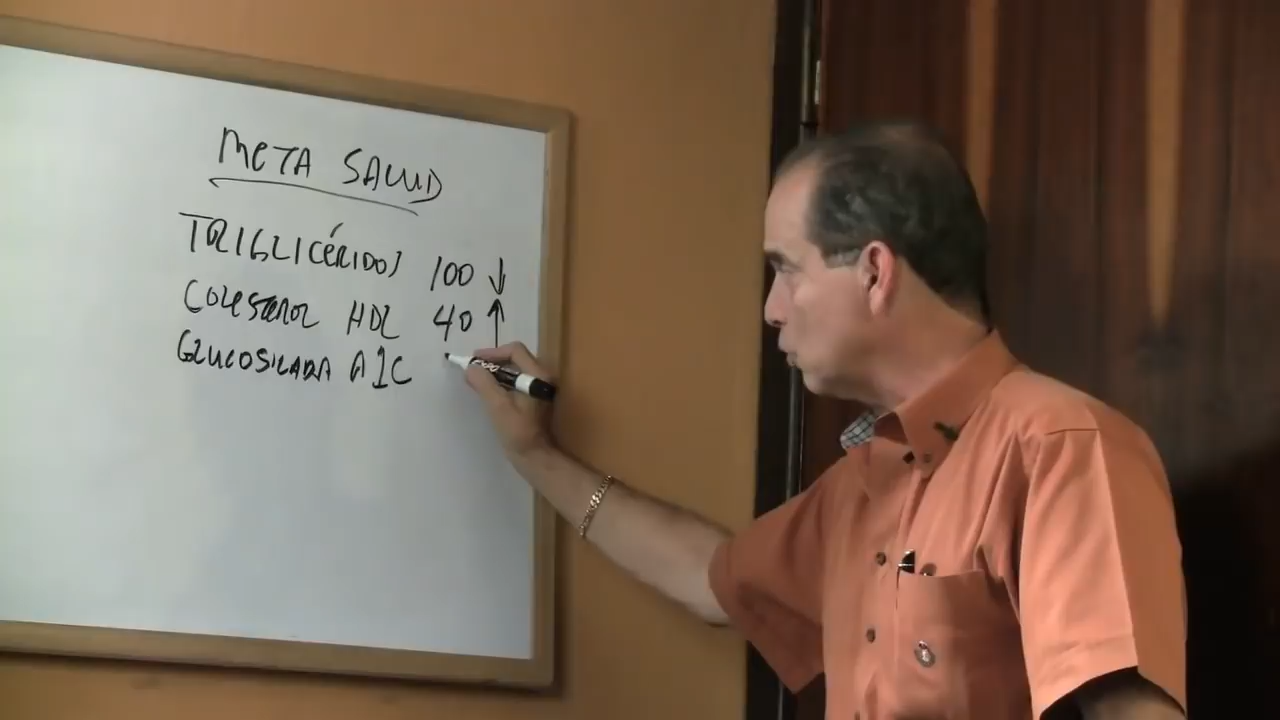 META SALUD
TRIGLICÉRIDOS 100 ↓
COLESTEROL HDL 40 ↑
GLUCOSILADA A1C